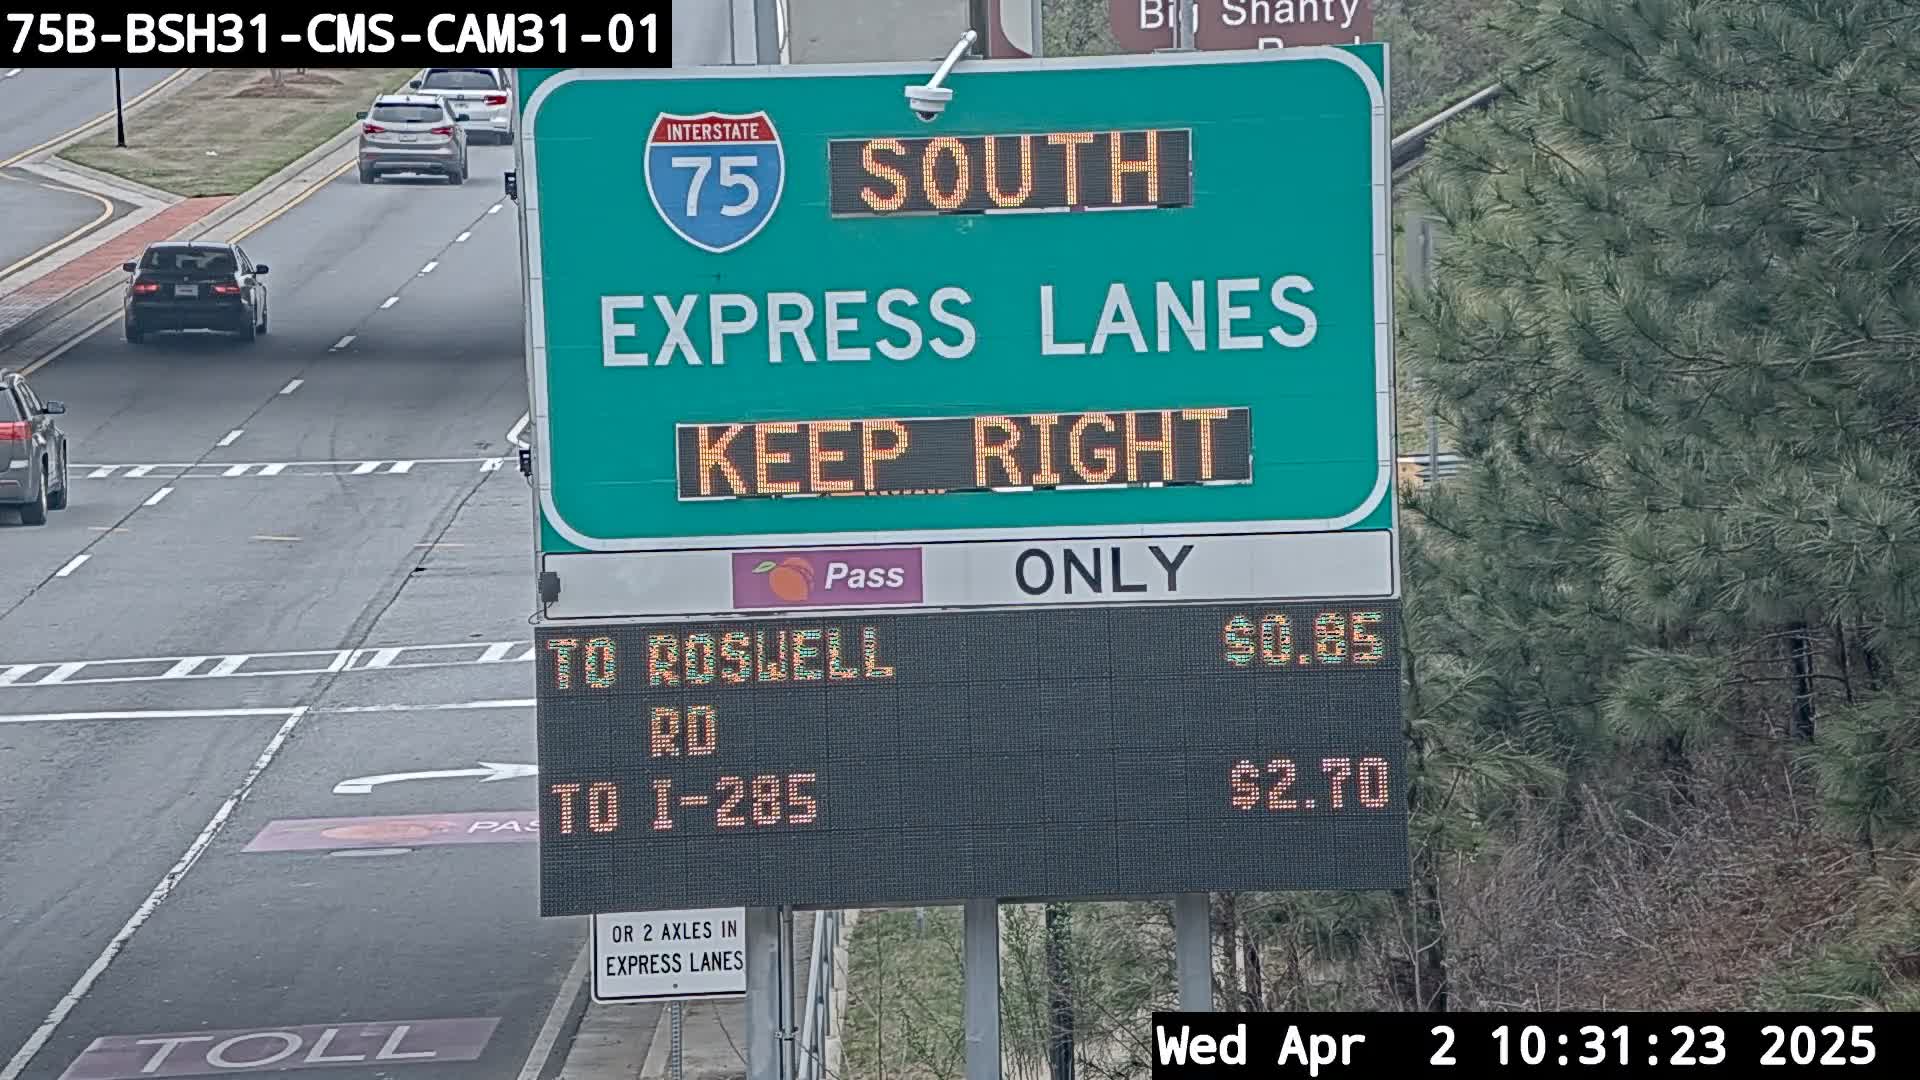 75B-BSH31-CMS-CAM31-01
Big Shanty
INTERSTATE
75
SOUTH
EXPRESS LANES
KEEP RIGHT
Pass ONLY
TO ROSWELL $0.85
RD
TO I-285 $2.70
OR 2 AXLES IN
EXPRESS LANES
TOLL
Wed Apr 2 10:31:23 2025